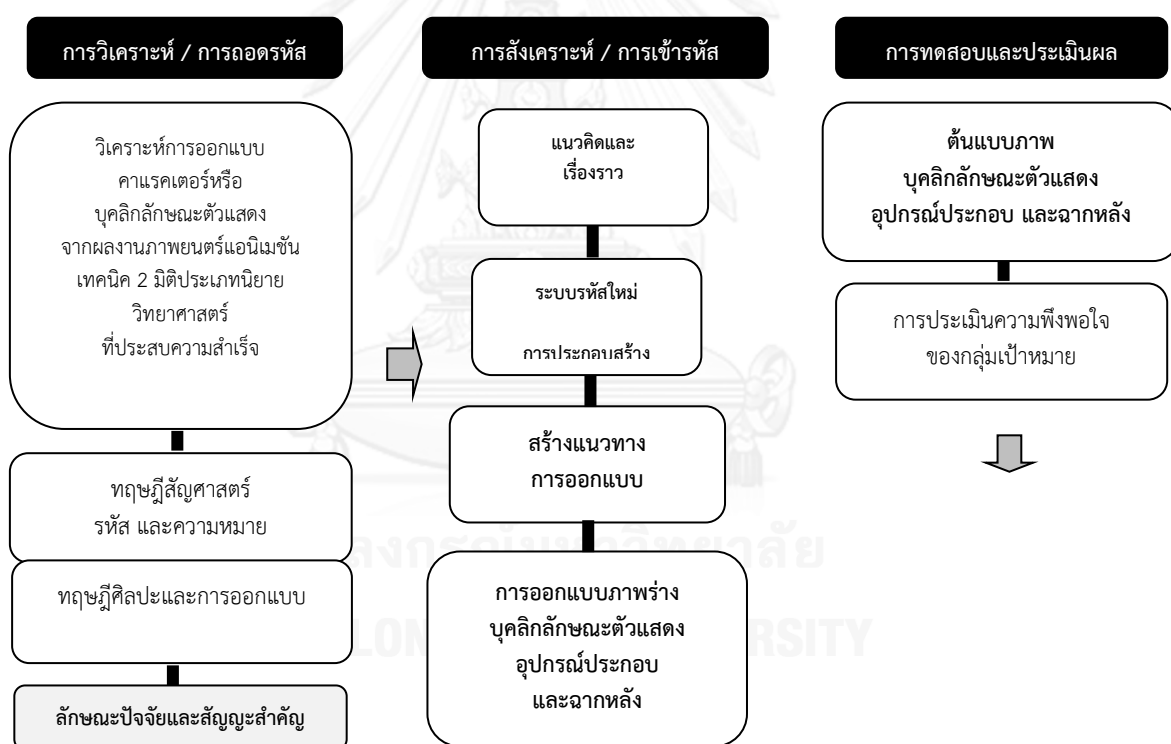 การวิเคราะห์ / การถอดรหัส
วิเคราะห์การออกแบบ
คาแรคเตอร์หรือ
บุคลิกลักษณะตัวแสดง
จากผลงานภาพยนตร์แอนิเมชัน
เทคนิค 2 มิติประเภทนิยาย
วิทยาศาสตร์
ที่ประสบความสำเร็จ
ทฤษฎีสัญศาสตร์
รหัส และความหมาย
ทฤษฎีศิลปะและการออกแบบ
ลักษณะปัจจัยและสัญญะสำคัญ
การสังเคราะห์ / การเข้ารหัส
แนวคิดและ
เรื่องราว
ระบบรหัสใหม่
การประกอบสร้าง
สร้างแนวทาง
การออกแบบ
การออกแบบภาพร่าง
บุคลิกลักษณะตัวแสดง
อุปกรณ์ประกอบ
และฉากหลัง
การทดสอบและประเมินผล
ต้นแบบภาพ
บุคลิกลักษณะตัวแสดง
อุปกรณ์ประกอบ และฉากหลัง
การประเมินความพึงพอใจ
ของกลุ่มเป้าหมาย